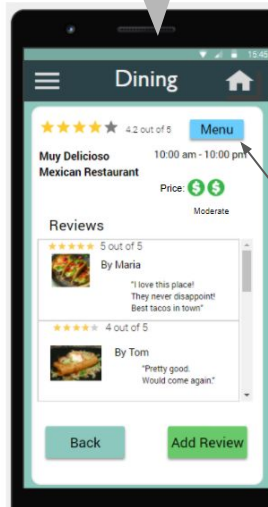 15:45
Dining
4.2 out of 5
Menu
Muy Delicioso
Mexican Restaurant
10:00 am - 10:00 pm
Price: $ $
Moderate
Reviews
5 out of 5
By Maria
"I love this place!
They never disappoint!
Best tacos in town"
4 out of 5
By Tom
"Pretty good.
Would come again."
Back
Add Review